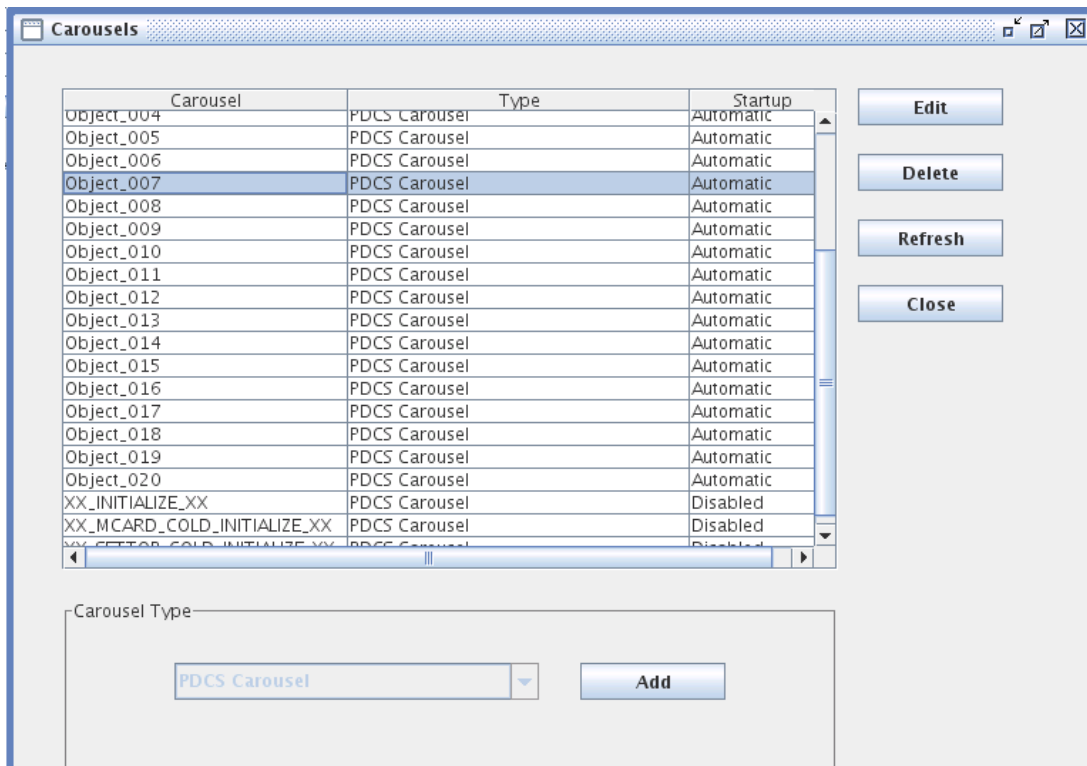 Carousels
Carousel Type Startup
Object_004 PDCS Carousel Automatic
Object_005 PDCS Carousel Automatic
Object_006 PDCS Carousel Automatic
Object_007 PDCS Carousel Automatic
Object_008 PDCS Carousel Automatic
Object_009 PDCS Carousel Automatic
Object_010 PDCS Carousel Automatic
Object_011 PDCS Carousel Automatic
Object_012 PDCS Carousel Automatic
Object_013 PDCS Carousel Automatic
Object_014 PDCS Carousel Automatic
Object_015 PDCS Carousel Automatic
Object_016 PDCS Carousel Automatic
Object_017 PDCS Carousel Automatic
Object_018 PDCS Carousel Automatic
Object_019 PDCS Carousel Automatic
Object_020 PDCS Carousel Automatic
XX_INITIALIZE_XX PDCS Carousel Disabled
XX_MCARD_COLD_INITIALIZE_XX PDCS Carousel Disabled
XX_SETTOP_COLD_INITIALIZE_XX PDCS Carousel Disabled
Edit
Delete
Refresh
Close
Carousel Type
PDCS Carousel
Add